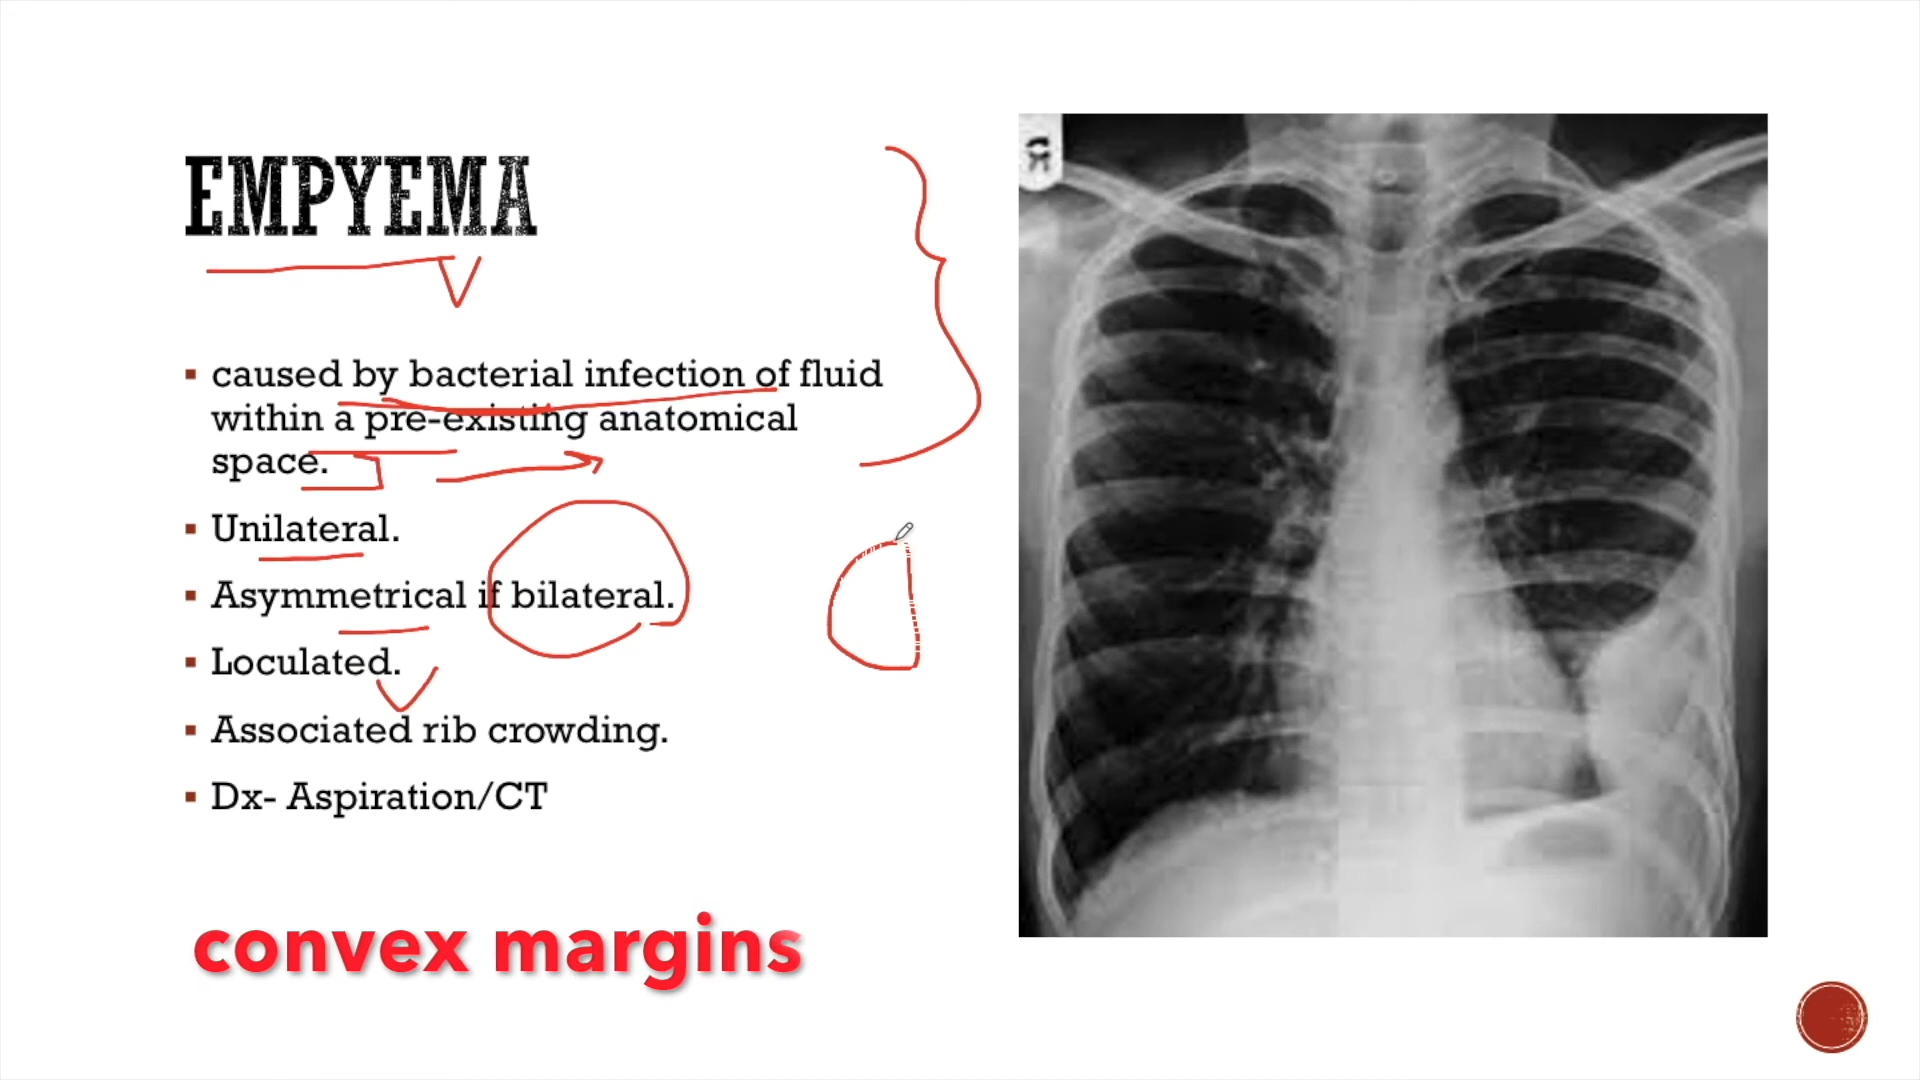 EMPYEMA
▪ caused by bacterial infection of fluid
within a pre-existing anatomical
space.
▪ Unilateral.
▪ Asymmetrical if bilateral.
▪ Loculated.
▪ Associated rib crowding.
▪ Dx- Aspiration/CT
convex margins